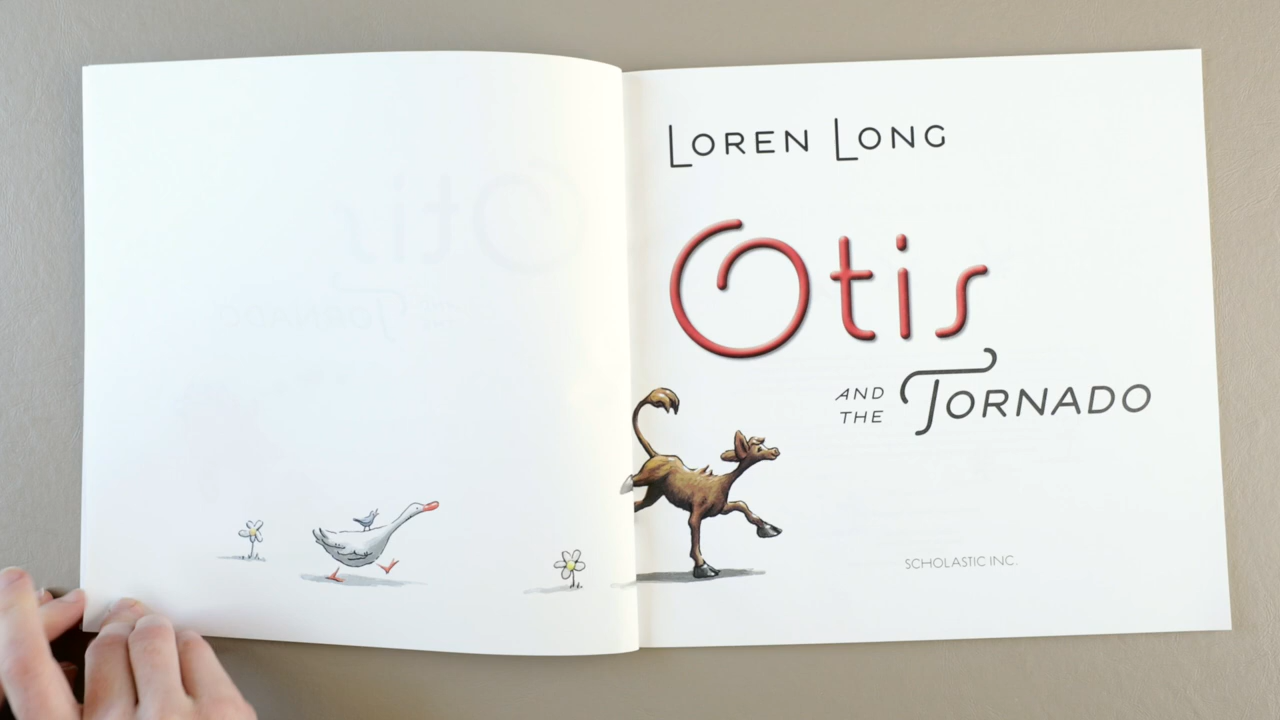 LOREN LONG
Otis
AND THE TORNADO
SCHOLASTIC INC.